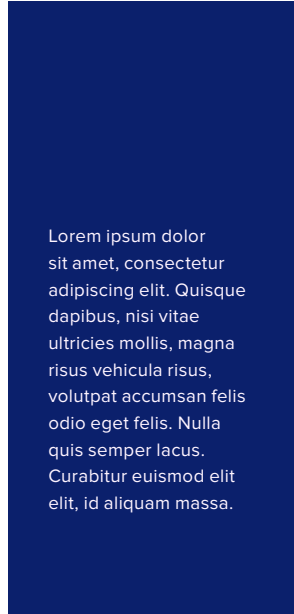 Lorem ipsum dolor
sit amet, consectetur
adipiscing elit. Quisque
dapibus, nisi vitae
ultricies mollis, magna
risus vehicula risus,
volutpat accumsan felis
odio eget felis. Nulla
quis semper lacus.
Curabitur euismod elit
elit, id aliquam massa.